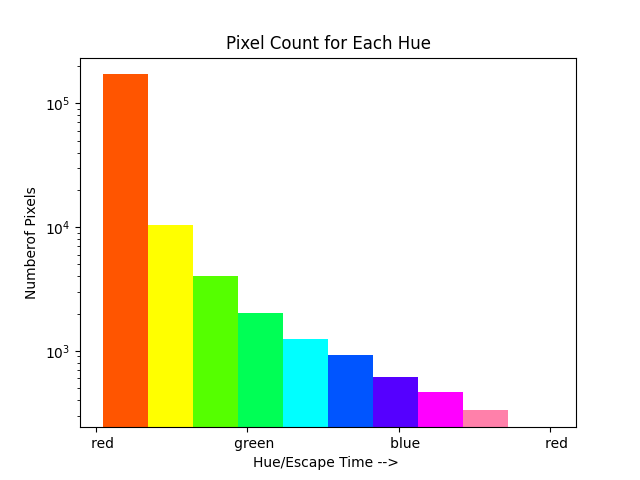 Pixel Count for Each Hue
10^5
10^4
10^3
Numberof Pixels
red green blue red
Hue/Escape Time -->